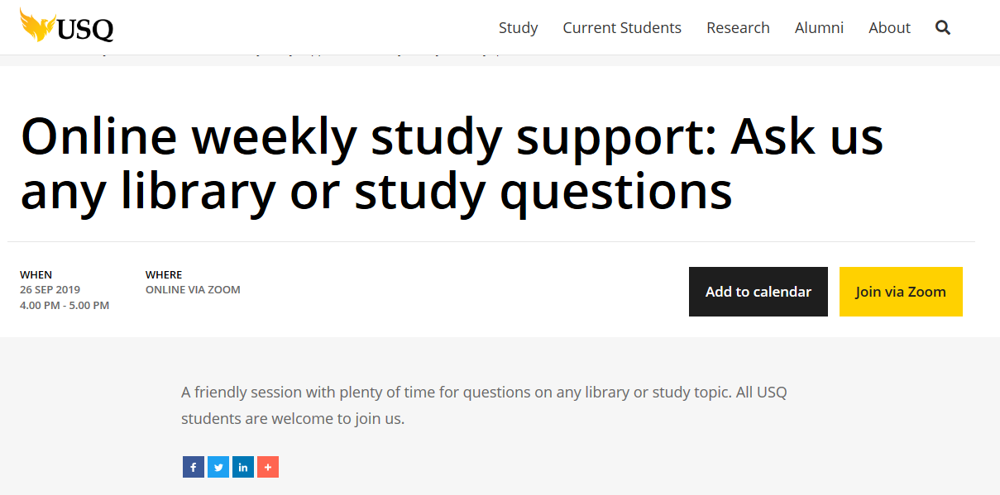 USQ
Study Current Students Research Alumni About
Online weekly study support: Ask us
any library or study questions
WHEN
26 SEP 2019
4.00 PM - 5.00 PM
WHERE
ONLINE VIA ZOOM
Add to calendar
Join via Zoom
A friendly session with plenty of time for questions on any library or study topic. All USQ
students are welcome to join us.